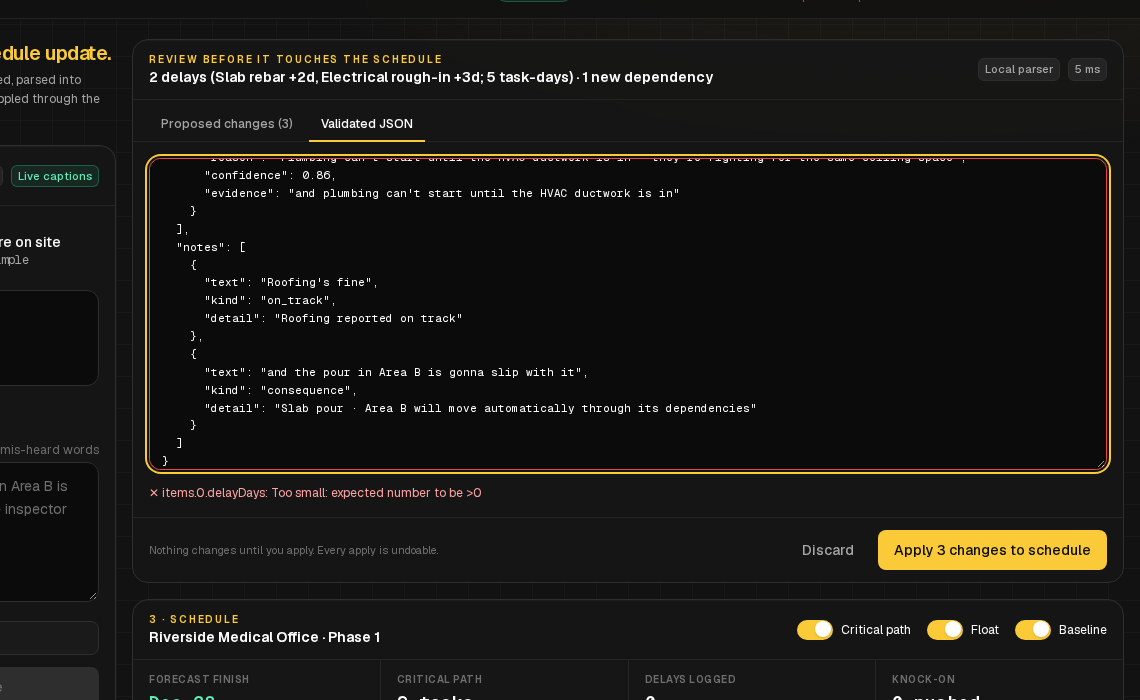 edule update.
ed, parsed into
ppled through the
Live captions
re on site
ample
mis-heard words
n Area B is
inspector
REVIEW BEFORE IT TOUCHES THE SCHEDULE
2 delays (Slab rebar +2d, Electrical rough-in +3d; 5 task-days) · 1 new dependency
Local parser
5 ms
Proposed changes (3)
Validated JSON
"confidence": 0.86,
"evidence": "and plumbing can't start until the HVAC ductwork is in"
}
],
"notes": [
{
"text": "Roofing's fine",
"kind": "on_track",
"detail": "Roofing reported on track"
},
{
"text": "and the pour in Area B is gonna slip with it",
"kind": "consequence",
"detail": "Slab pour · Area B will move automatically through its dependencies"
}
]
}
✕ items.0.delayDays: Too small: expected number to be >0
Nothing changes until you apply. Every apply is undoable.
Discard
Apply 3 changes to schedule
3 · SCHEDULE
Riverside Medical Office · Phase 1
Critical path
Float
Baseline
FORECAST FINISH
CRITICAL PATH
DELAYS LOGGED
KNOCK-ON